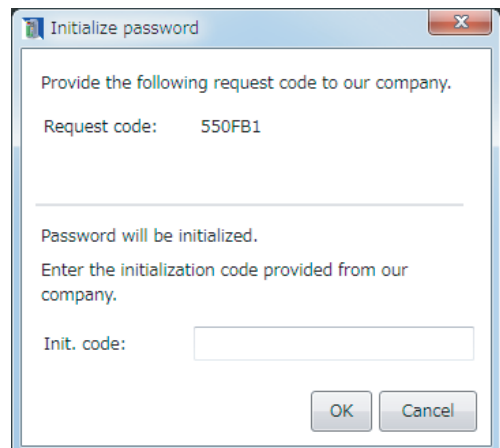 Initialize password
Provide the following request code to our company.
Request code: 550FB1
Password will be initialized.
Enter the initialization code provided from our
company.
Init. code:
OK Cancel